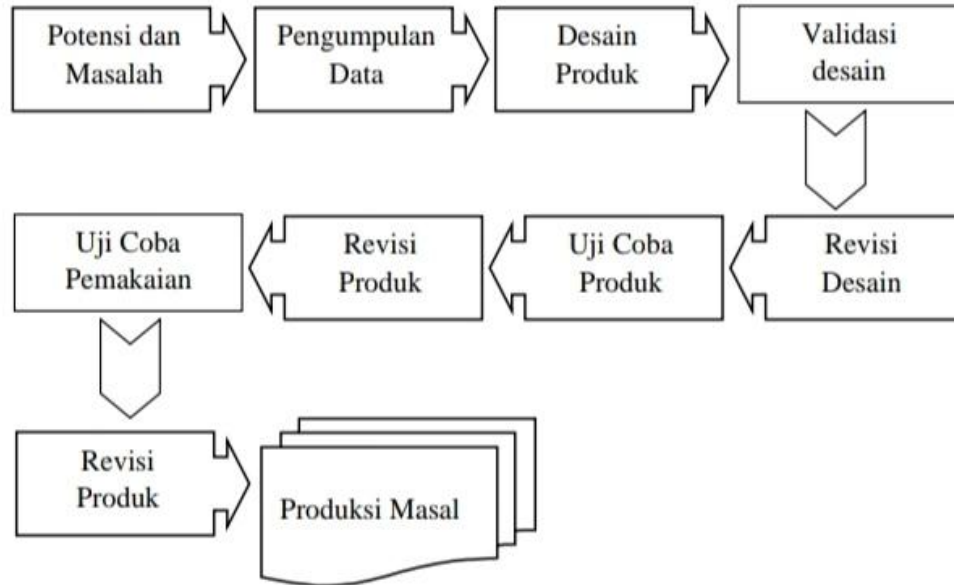 Potensi dan
Masalah
Pengumpulan
Data
Desain
Produk
Validasi
desain
Revisi
Desain
Uji Coba
Produk
Revisi
Produk
Uji Coba
Pemakaian
Revisi
Produk
Produksi Masal